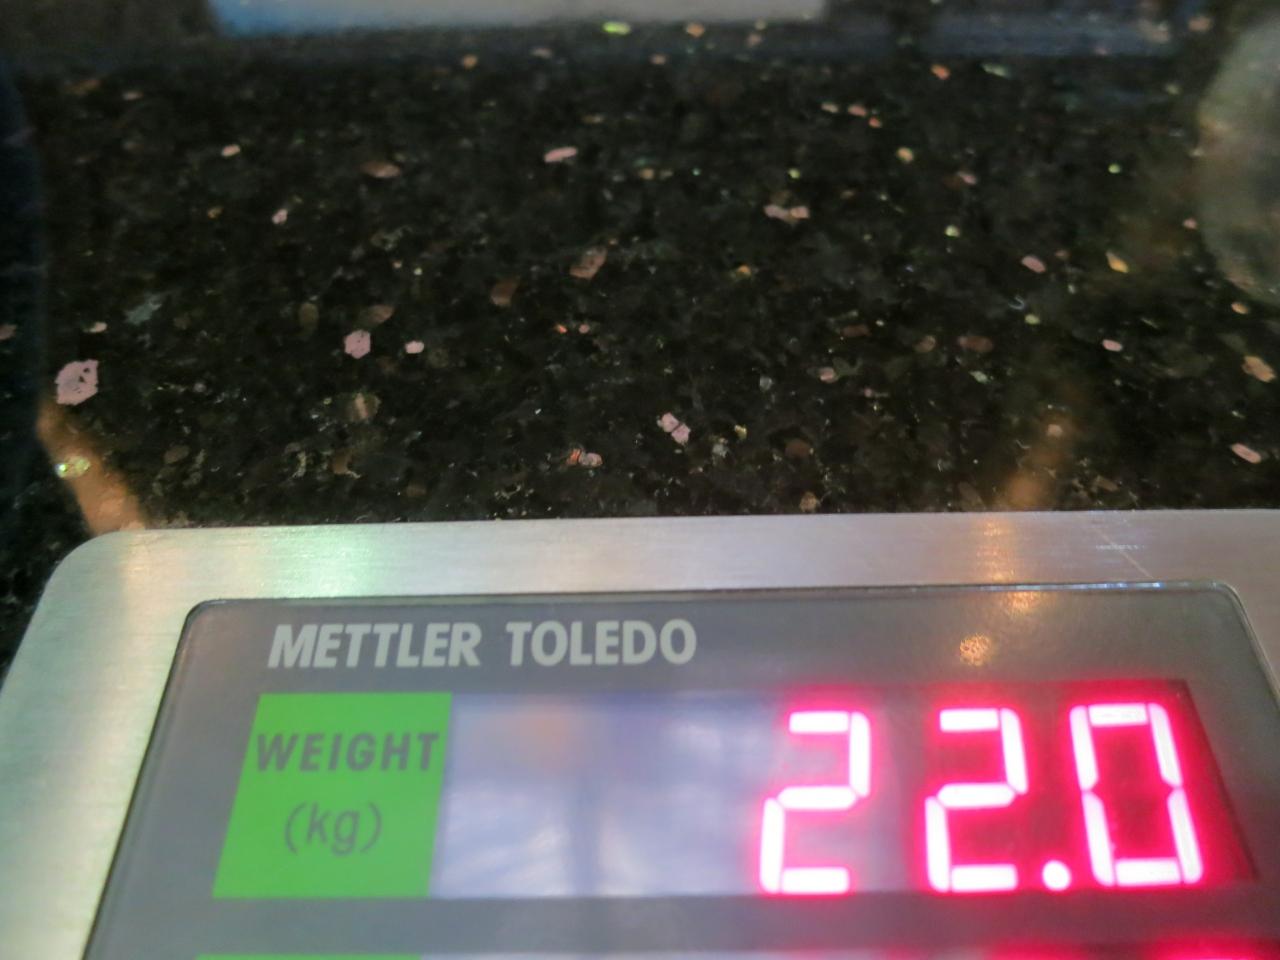 METTLER TOLEDO
WEIGHT 22.0
(kg)